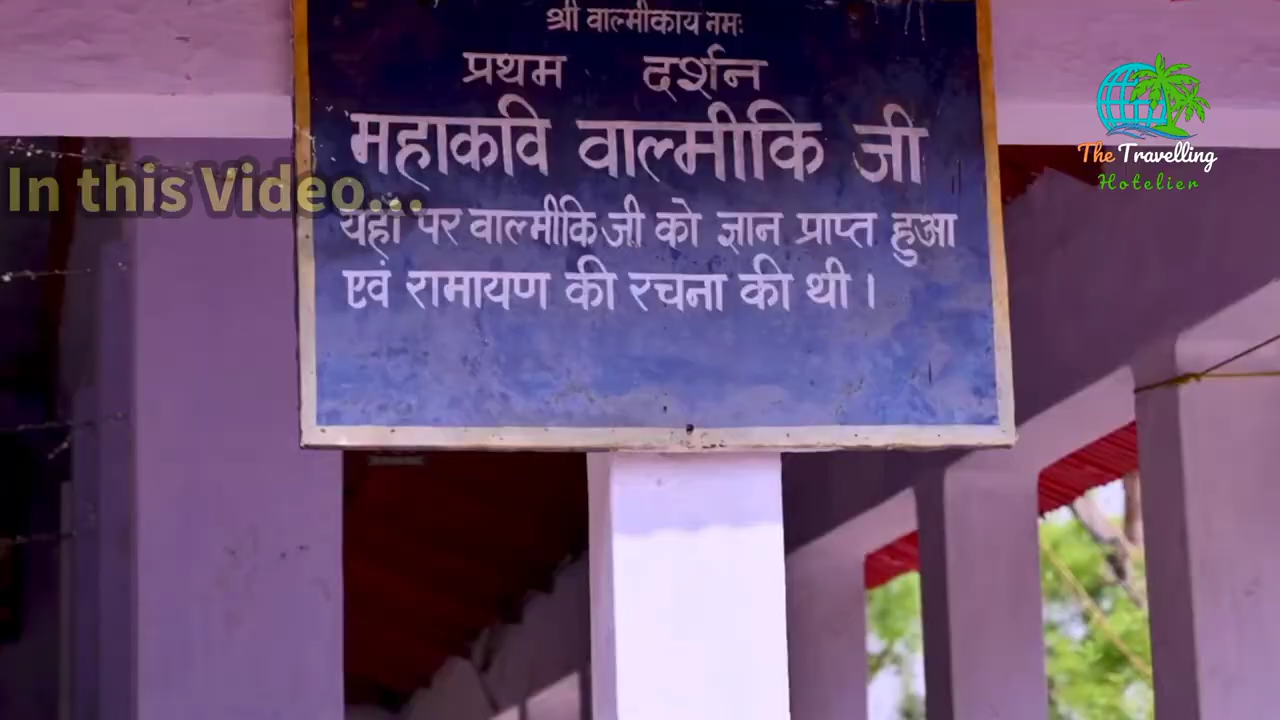 श्री वाल्मीकाय नमः
प्रथम दर्शन
महाकवि वाल्मीकि जी
यहाँ पर वाल्मीकिजी को ज्ञान प्राप्त हुआ
एवं रामायण की रचना की थी ।
In this Video...
The Travelling
Hotelier